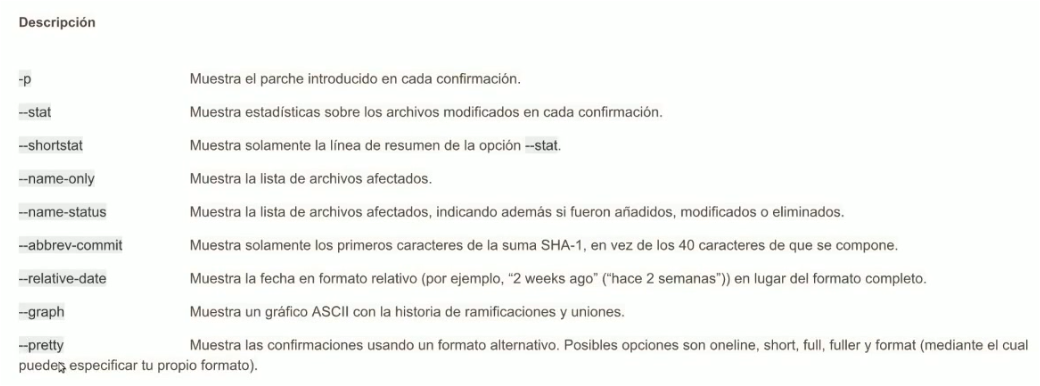 Descripción
-p Muestra el parche introducido en cada confirmación.
--stat Muestra estadísticas sobre los archivos modificados en cada confirmación.
--shortstat Muestra solamente la línea de resumen de la opción --stat.
--name-only Muestra la lista de archivos afectados.
--name-status Muestra la lista de archivos afectados, indicando además si fueron añadidos, modificados o eliminados.
--abbrev-commit Muestra solamente los primeros caracteres de la suma SHA-1, en vez de los 40 caracteres de que se compone.
--relative-date Muestra la fecha en formato relativo (por ejemplo, “2 weeks ago” (“hace 2 semanas”)) en lugar del formato completo.
--graph Muestra un gráfico ASCII con la historia de ramificaciones y uniones.
--pretty Muestra las confirmaciones usando un formato alternativo. Posibles opciones son oneline, short, full, fuller y format (mediante el cual
puedes especificar tu propio formato).